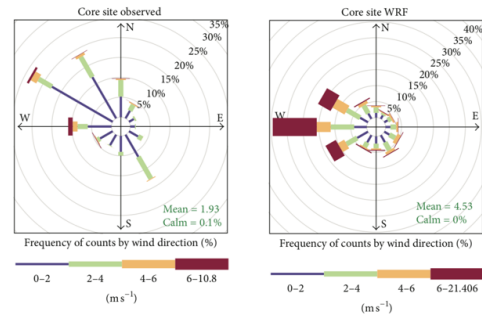 Core site observed
N
35%
30%
25%
20%
15%
10%
5%
W
E
S
Mean = 1.93
Calm = 0.1%
Frequency of counts by wind direction (%)
0–2 2–4 4–6 6–10.8
(m s⁻¹)
Core site WRF
N
40%
35%
30%
25%
20%
15%
10%
5%
W
E
S
Mean = 4.53
Calm = 0%
Frequency of counts by wind direction (%)
0–2 2–4 4–6 6–21.406
(m s⁻¹)